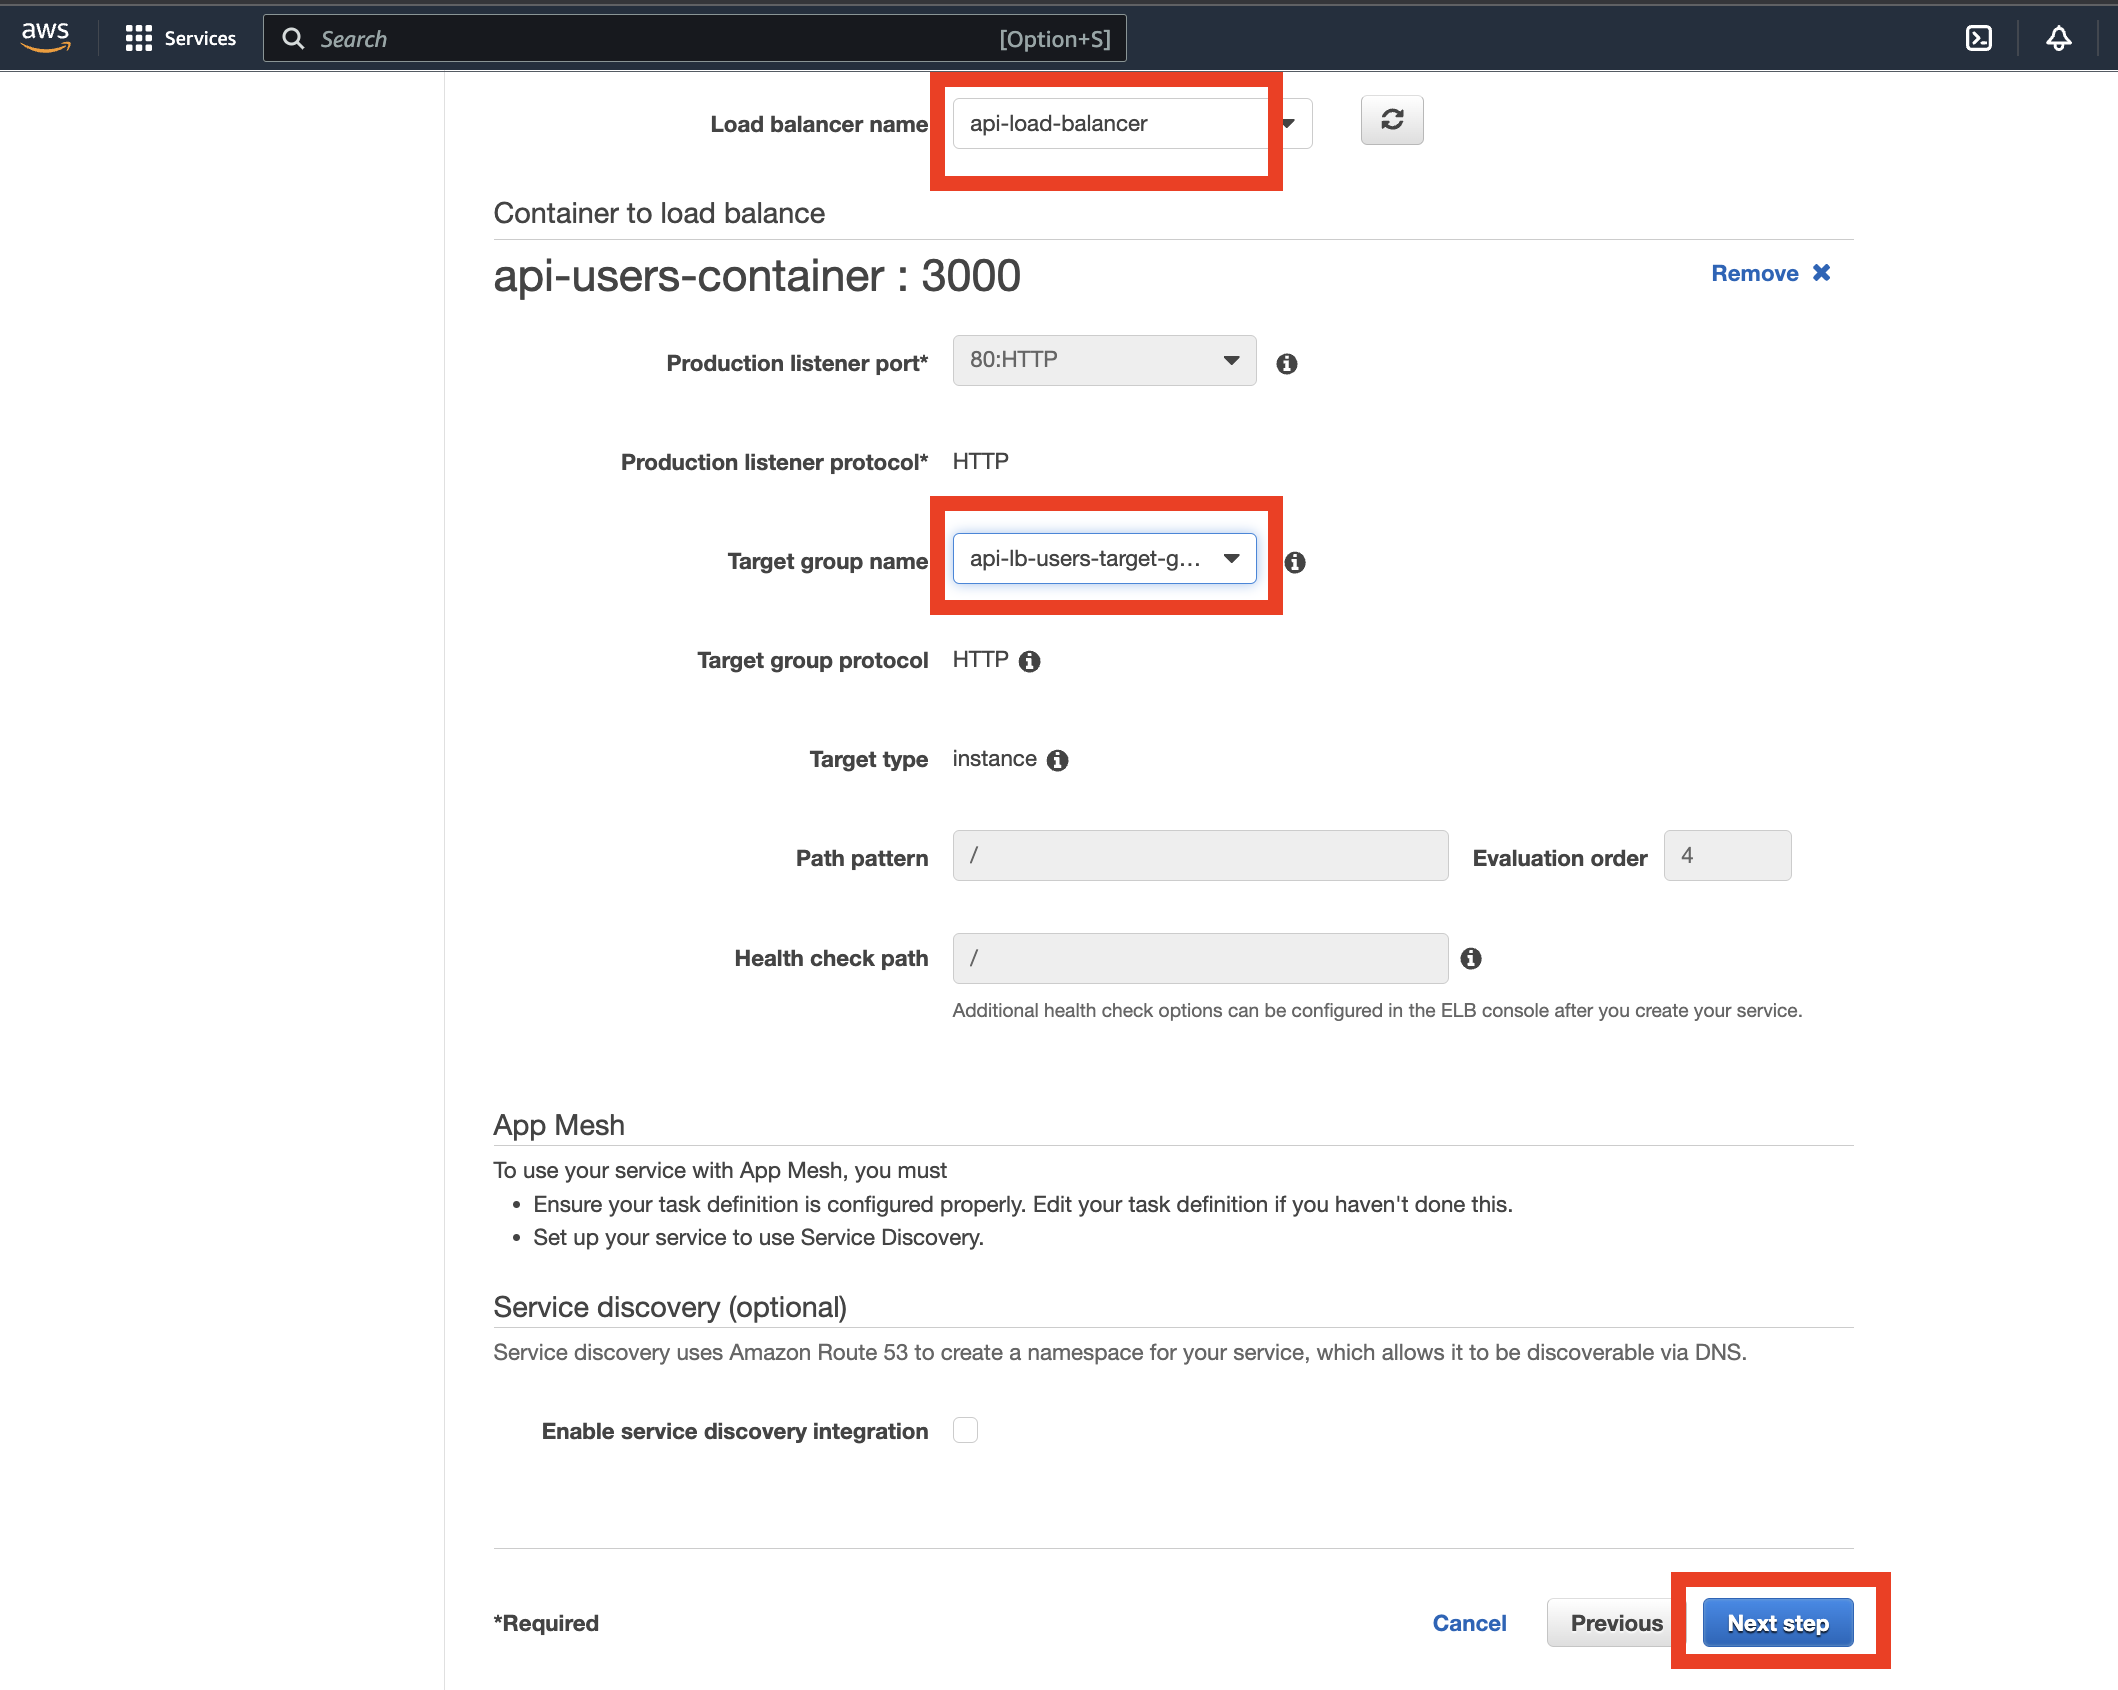 aws Services Search [Option+S]
Load balancer name api-load-balancer
Container to load balance
api-users-container : 3000 Remove
Production listener port* 80:HTTP
Production listener protocol* HTTP
Target group name api-lb-users-target-g...
Target group protocol HTTP
Target type instance
Path pattern / Evaluation order 4
Health check path /
Additional health check options can be configured in the ELB console after you create your service.
App Mesh
To use your service with App Mesh, you must
• Ensure your task definition is configured properly. Edit your task definition if you haven't done this.
• Set up your service to use Service Discovery.
Service discovery (optional)
Service discovery uses Amazon Route 53 to create a namespace for your service, which allows it to be discoverable via DNS.
Enable service discovery integration
*Required Cancel Previous Next step